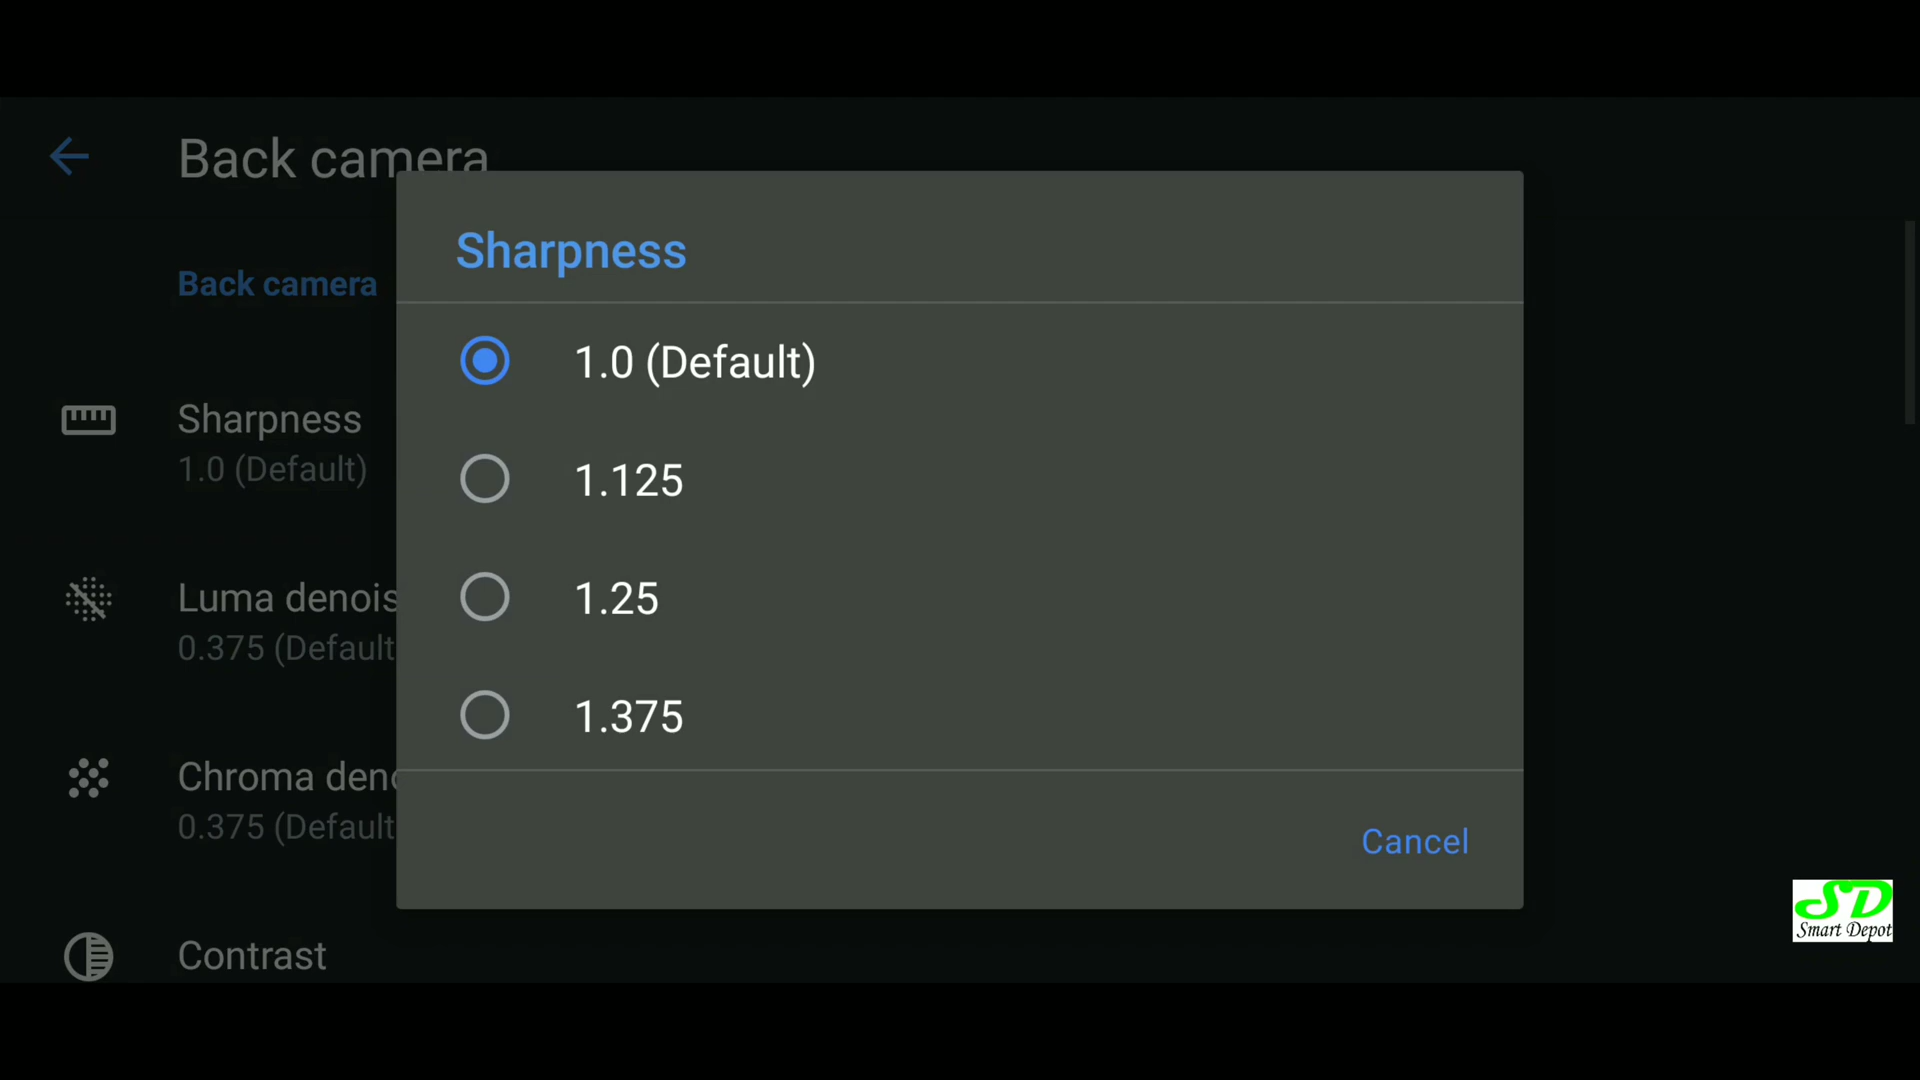 Back camera
Back camera
Sharpness
1.0 (Default)
Luma denois
0.375 (Default
Chroma deno
0.375 (Default
Contrast
Sharpness
1.0 (Default)
1.125
1.25
1.375
Cancel
SD
Smart Depot